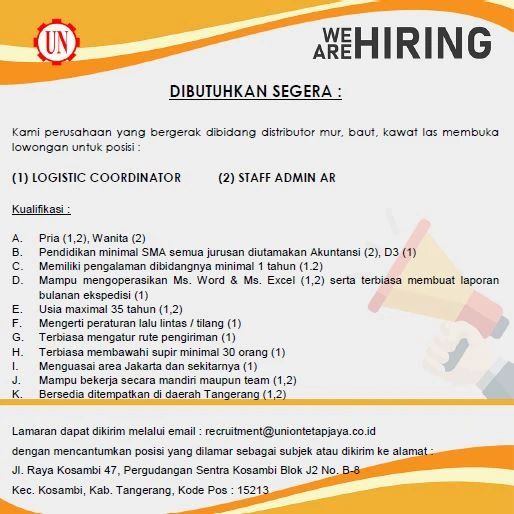 UN
WE ARE HIRING
DIBUTUHKAN SEGERA :
Kami perusahaan yang bergerak dibidang distributor mur, baut, kawat las membuka
lowongan untuk posisi :
(1) LOGISTIC COORDINATOR (2) STAFF ADMIN AR
Kualifikasi :
A. Pria (1,2), Wanita (2)
B. Pendidikan minimal SMA semua jurusan diutamakan Akuntansi (2), D3 (1)
C. Memiliki pengalaman dibidangnya minimal 1 tahun (1.2)
D. Mampu mengoperasikan Ms. Word & Ms. Excel (1,2) serta terbiasa membuat laporan
bulanan ekspedisi (1)
E. Usia maximal 35 tahun (1,2)
F. Mengerti peraturan lalu lintas / tilang (1)
G. Terbiasa mengatur rute pengiriman (1)
H. Terbiasa membawahi supir minimal 30 orang (1)
I. Menguasai area Jakarta dan sekitarnya (1)
J. Mampu bekerja secara mandiri maupun team (1,2)
K. Bersedia ditempatkan di daerah Tangerang (1,2)
Lamaran dapat dikirim melalui email : recruitment@uniontetapjaya.co.id
dengan mencantumkan posisi yang dilamar sebagai subjek atau dikirim ke alamat :
Jl. Raya Kosambi 47, Pergudangan Sentra Kosambi Blok J2 No. B-8
Kec. Kosambi, Kab. Tangerang, Kode Pos : 15213